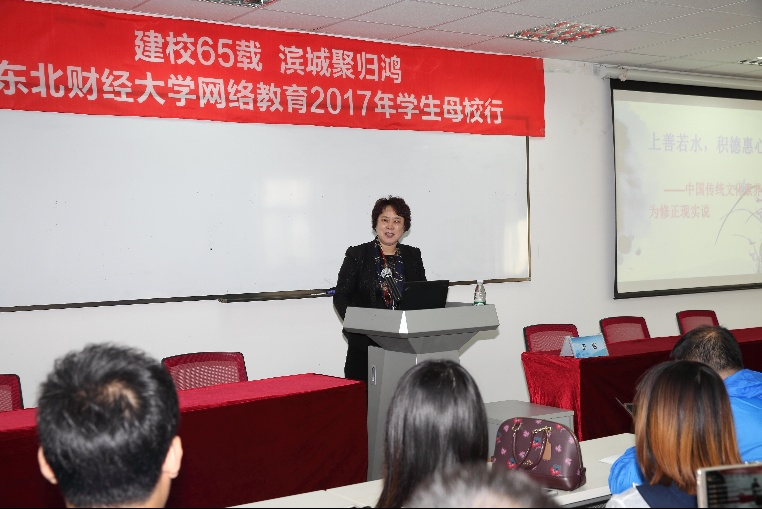 建校65载 滨城聚归鸿
东北财经大学网络教育2017年学生母校行
上善若水，积德惠
——中国传统文化
为修正现实说